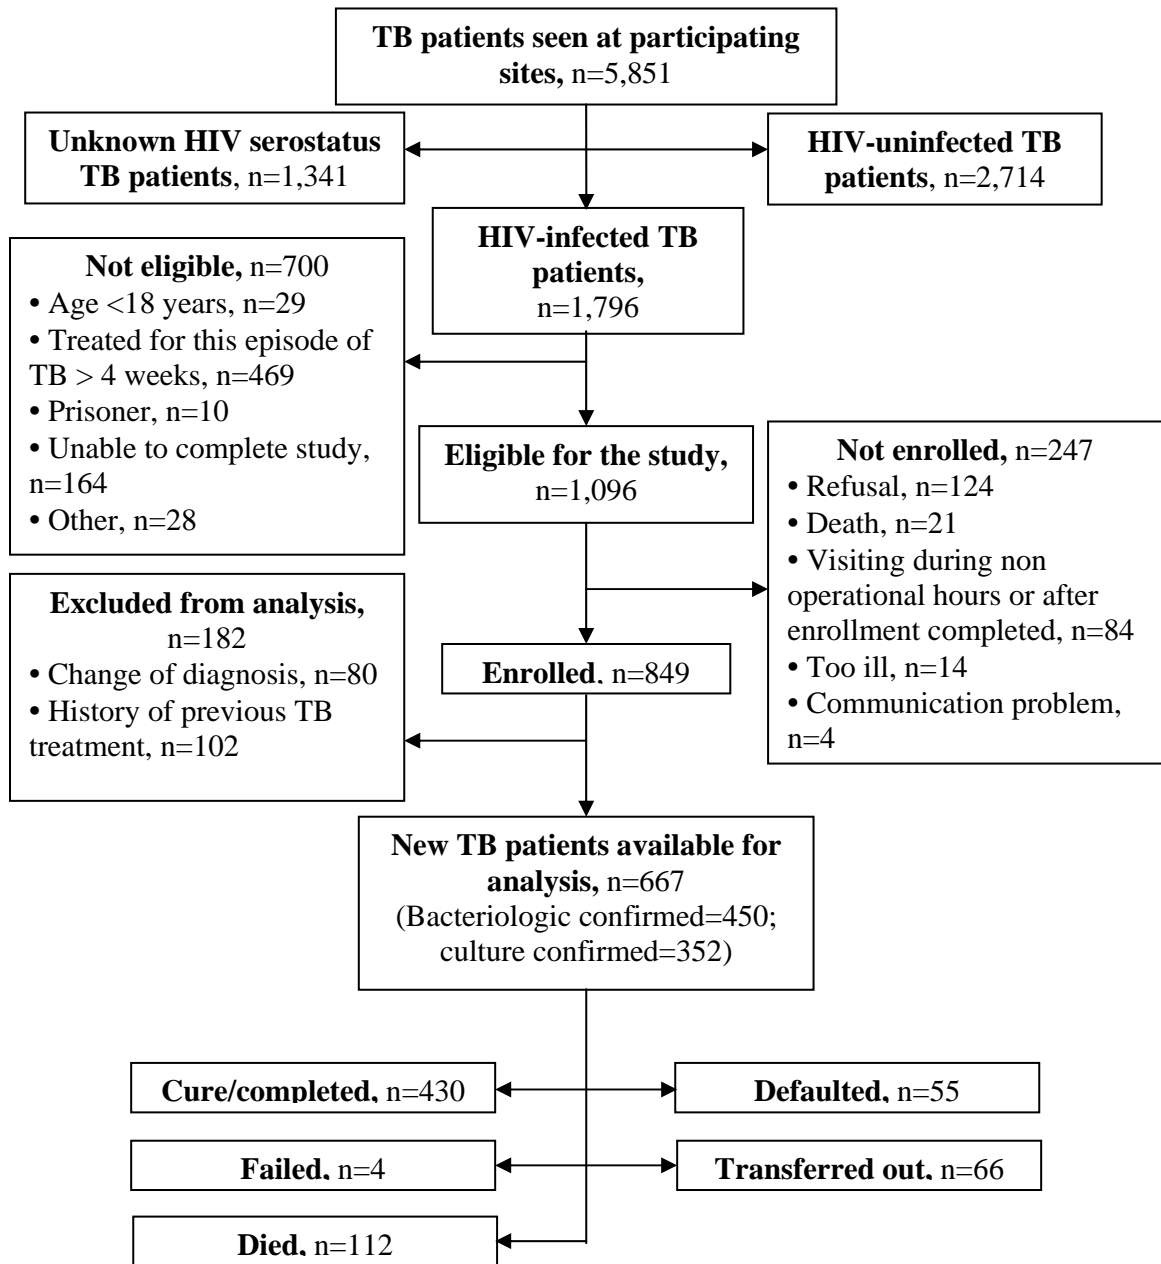 TB patients seen at participating
sites, n=5,851
Unknown HIV serostatus
TB patients, n=1,341
HIV-uninfected TB
patients, n=2,714
HIV-infected TB
patients,
n=1,796
Not eligible, n=700
• Age <18 years, n=29
• Treated for this episode of
TB > 4 weeks, n=469
• Prisoner, n=10
• Unable to complete study,
n=164
• Other, n=28
Eligible for the study,
n=1,096
Not enrolled, n=247
• Refusal, n=124
• Death, n=21
• Visiting during non
operational hours or after
enrollment completed, n=84
• Too ill, n=14
• Communication problem,
n=4
Enrolled, n=849
Excluded from analysis,
n=182
• Change of diagnosis, n=80
• History of previous TB
treatment, n=102
New TB patients available for
analysis, n=667
(Bacteriologic confirmed=450;
culture confirmed=352)
Cure/completed, n=430
Defaulted, n=55
Failed, n=4
Transferred out, n=66
Died, n=112